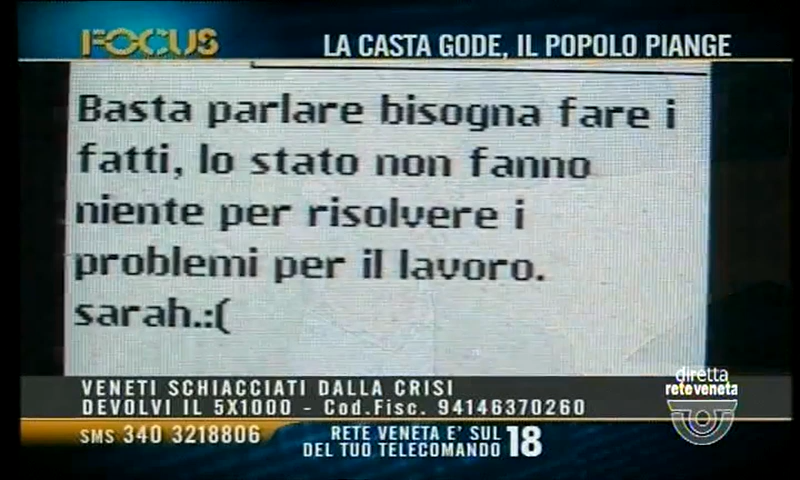 FOCUS
LA CASTA GODE, IL POPOLO PIANGE
Basta parlare bisogna fare i
fatti, lo stato non fanno
niente per risolvere i
problemi per il lavoro.
sarah.:(
VENETI SCHIACCIATI DALLA CRISI
DEVOLVI IL 5X1000 - Cod.Fisc. 94146370260
diretta
reteveneta
SMS 340 3218806
RETE VENETA E' SUL
DEL TUO TELECOMANDO 18